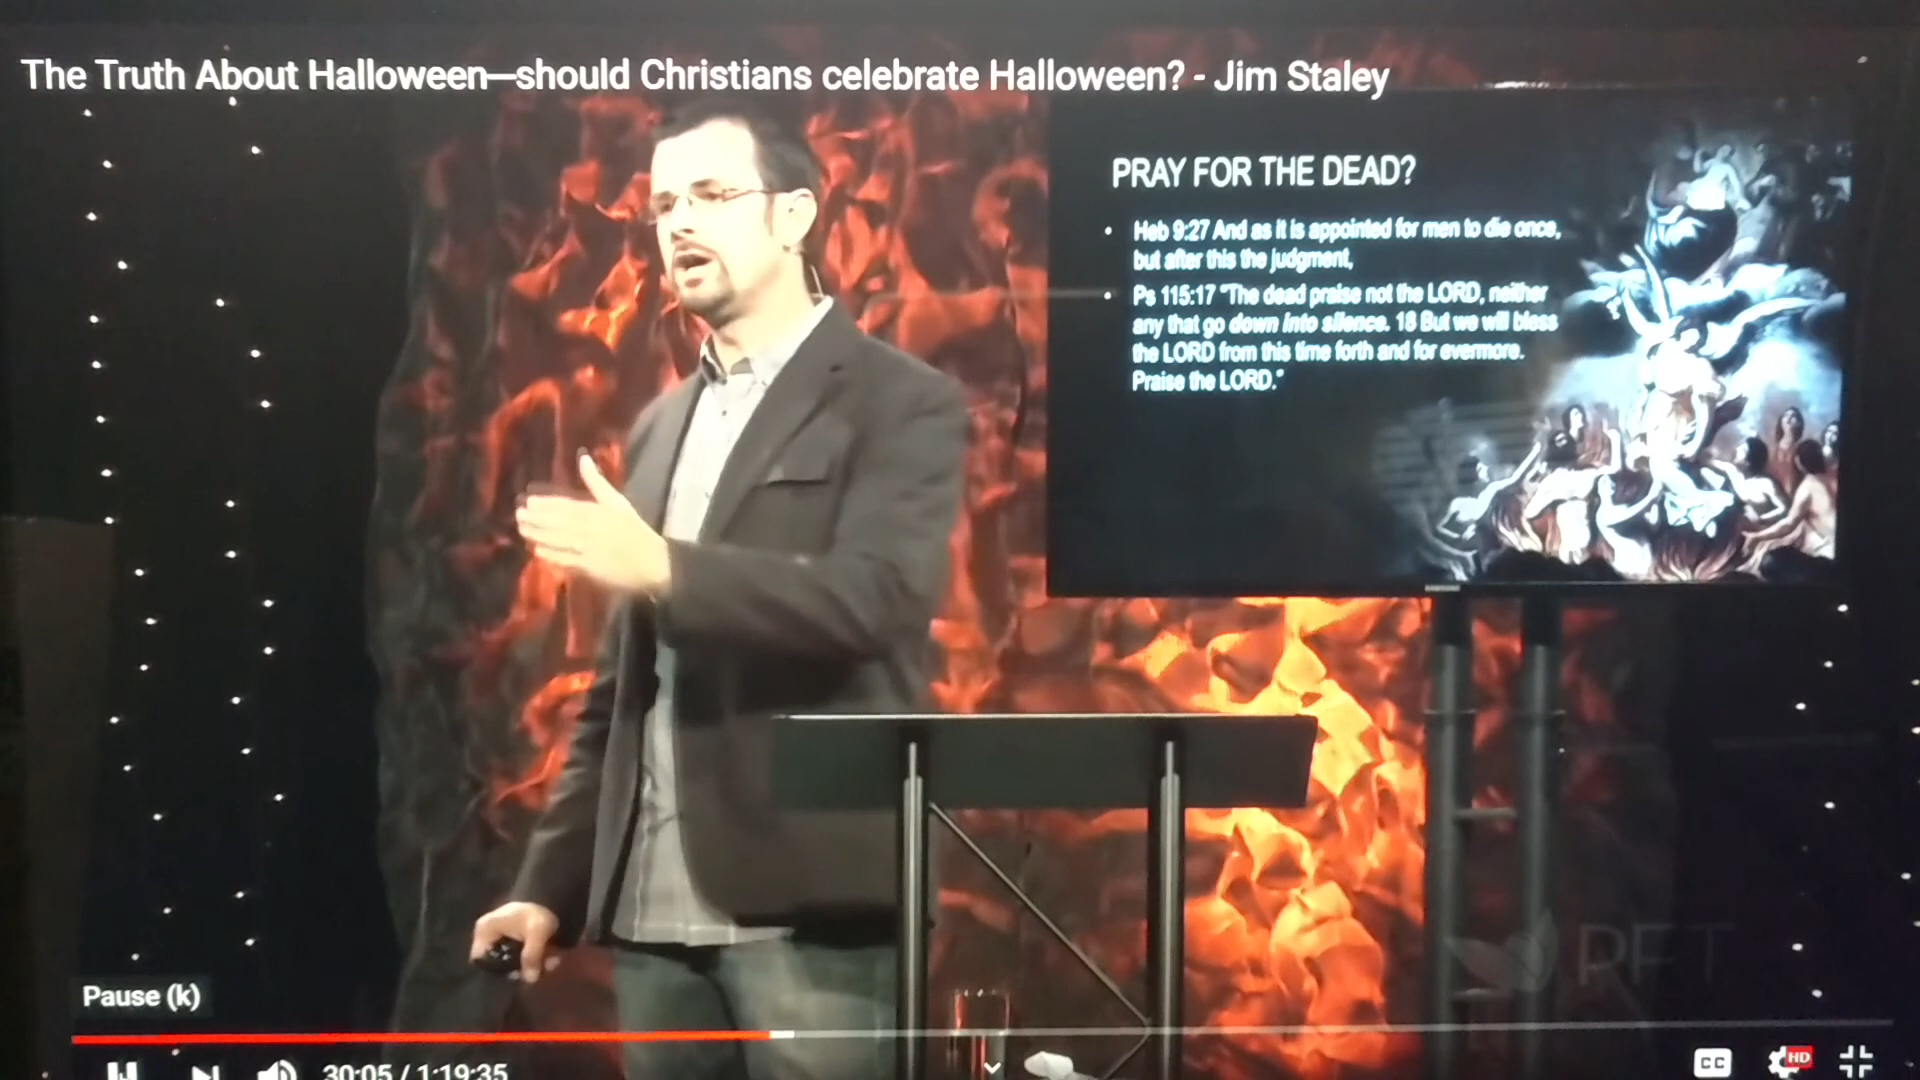 The Truth About Halloween—should Christians celebrate Halloween? - Jim Staley
PRAY FOR THE DEAD?
• Heb 9:27 And as it is appointed for men to die once,
but after this the judgment,
• Ps 115:17 "The dead praise not the LORD, neither
any that go down into silence. 18 But we will bless
the LORD from this time forth and for evermore.
Praise the LORD."
SAMSUNG
PFT
Pause (k)
30:05 / 1:19:35
CC
HD